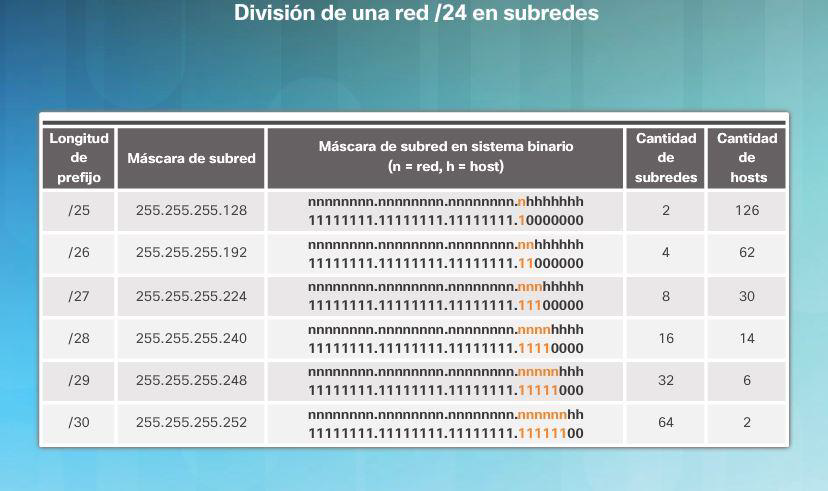 División de una red /24 en subredes
Longitud de prefijo
Máscara de subred
Máscara de subred en sistema binario
(n = red, h = host)
Cantidad de subredes
Cantidad de hosts
/25 255.255.255.128 nnnnnnnn.nnnnnnnn.nnnnnnnn.nhhhhhhh 2 126
11111111.11111111.11111111.10000000
/26 255.255.255.192 nnnnnnnn.nnnnnnnn.nnnnnnnn.nnhhhhhh 4 62
11111111.11111111.11111111.11000000
/27 255.255.255.224 nnnnnnnn.nnnnnnnn.nnnnnnnn.nnnhhhhh 8 30
11111111.11111111.11111111.11100000
/28 255.255.255.240 nnnnnnnn.nnnnnnnn.nnnnnnnn.nnnnhhhh 16 14
11111111.11111111.11111111.11110000
/29 255.255.255.248 nnnnnnnn.nnnnnnnn.nnnnnnnn.nnnnnhhh 32 6
11111111.11111111.11111111.11111000
/30 255.255.255.252 nnnnnnnn.nnnnnnnn.nnnnnnnn.nnnnnnhh 64 2
11111111.11111111.11111111.11111100